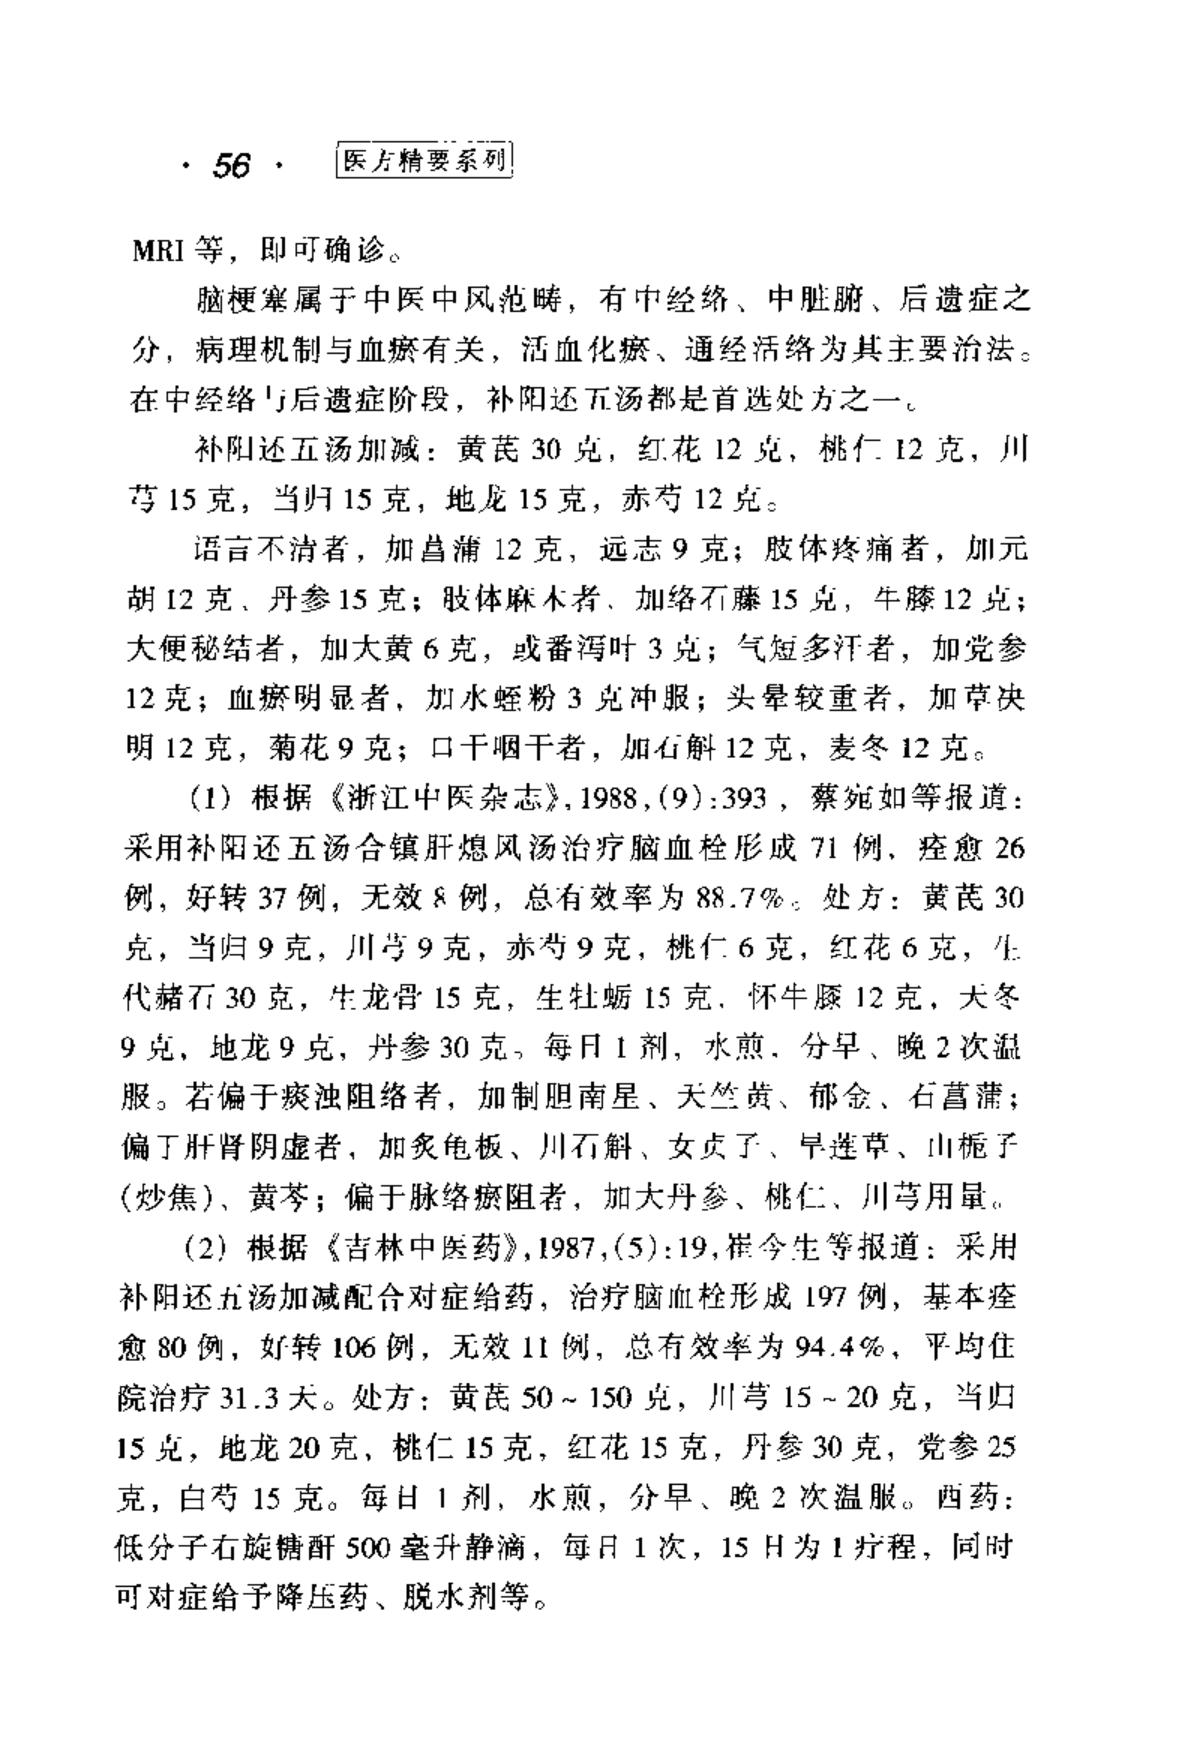 · 56 · 医方精要系列
MRI 等，即可确诊。
脑梗塞属于中医中风范畴，有中经络、中脏腑、后遗症之
分，病理机制与血瘀有关，活血化瘀、通经活络为其主要治法。
在中经络与后遗症阶段，补阳还五汤都是首选处方之一。
补阳还五汤加减：黄芪 30 克，红花 12 克，桃仁 12 克，川
芎 15 克，当归 15 克，地龙 15 克，赤芍 12 克。
语言不清者，加菖蒲 12 克，远志 9 克；肢体疼痛者，加元
胡 12 克、丹参 15 克；肢体麻木者、加络石藤 15 克，牛膝 12 克；
大便秘结者，加大黄 6 克，或番泻叶 3 克；气短多汗者，加党参
12 克；血瘀明显者，加水蛭粉 3 克冲服；头晕较重者，加草决
明 12 克，菊花 9 克；口干咽干者，加石斛 12 克，麦冬 12 克。
(1) 根据《浙江中医杂志》，1988，(9)：393，蔡宛如等报道：
采用补阳还五汤合镇肝熄风汤治疗脑血栓形成 71 例，痊愈 26
例，好转 37 例，无效 8 例，总有效率为 88.7%。处方：黄芪 30
克，当归 9 克，川芎 9 克，赤芍 9 克，桃仁 6 克，红花 6 克，生
代赭石 30 克，生龙骨 15 克，生牡蛎 15 克，怀牛膝 12 克，天冬
9 克，地龙 9 克，丹参 30 克。每日 1 剂，水煎，分早、晚 2 次温
服。若偏于痰浊阻络者，加制胆南星、天竺黄、郁金、石菖蒲；
偏于肝肾阴虚者，加炙龟板、川石斛、女贞子、旱莲草、山栀子
(炒焦)、黄芩；偏于脉络瘀阻者，加大丹参、桃仁、川芎用量。
(2) 根据《吉林中医药》，1987，(5)：19，崔今生等报道：采用
补阳还五汤加减配合对症给药，治疗脑血栓形成 197 例，基本痊
愈 80 例，好转 106 例，无效 11 例，总有效率为 94.4%，平均住
院治疗 31.3 天。处方：黄芪 50～150 克，川芎 15～20 克，当归
15 克，地龙 20 克，桃仁 15 克，红花 15 克，丹参 30 克，党参 25
克，白芍 15 克。每日 1 剂，水煎，分早、晚 2 次温服。西药：
低分子右旋糖酐 500 毫升静滴，每日 1 次，15 日为 1 疗程，同时
可对症给予降压药、脱水剂等。